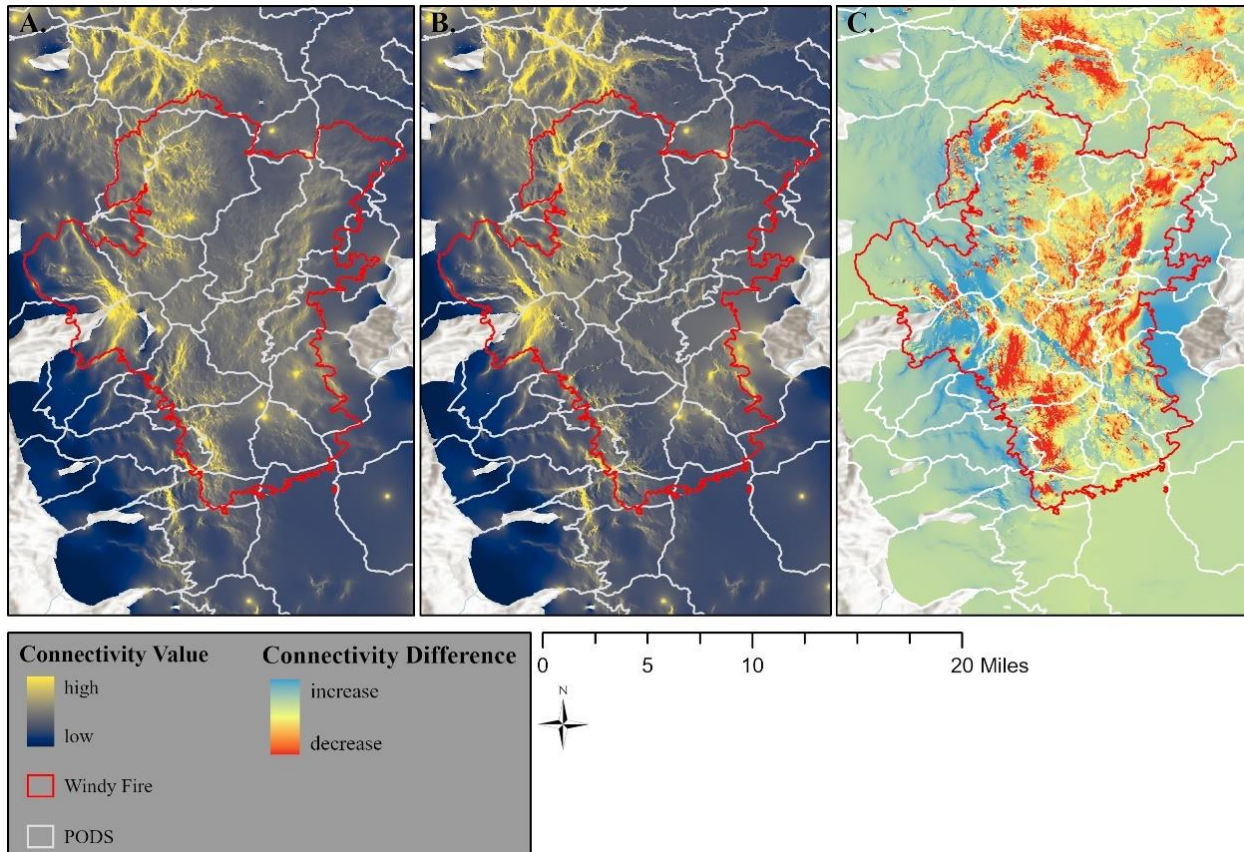 A. B. C.
Connectivity Value Connectivity Difference
high increase
low decrease
Windy Fire
PODS
0 5 10 20 Miles
N